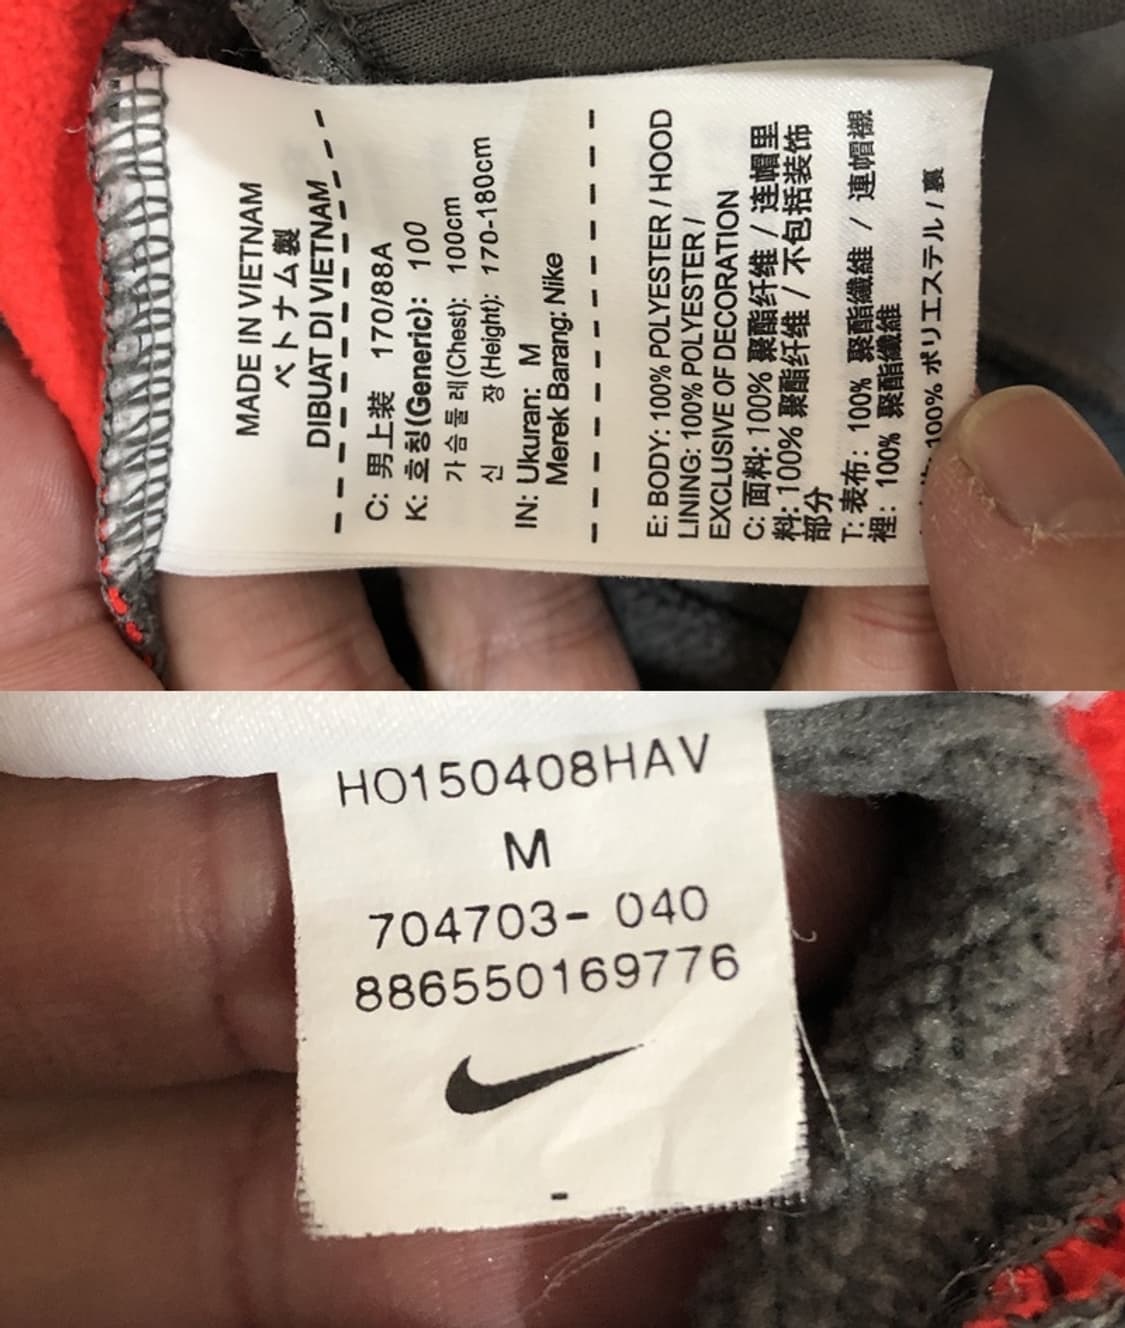 MADE IN VIETNAM
ベトナム製
DIBUAT DI VIETNAM
C: 男上装 170/88A
K: 호칭(Generic): 100
가슴둘레(Chest): 100cm
신 장(Height): 170-180cm
IN: Ukuran: M
Merek Barang: Nike
E: BODY: 100% POLYESTER / HOOD
LINING: 100% POLYESTER /
EXCLUSIVE OF DECORATION
C: 面料: 100% 聚酯纤维 / 连帽里
料: 100% 聚酯纤维 / 不包括装饰
部分
T: 表布: 100% 聚酯纖維 / 連帽襯
裡: 100% 聚酯纖維
100% ポリエステル / 裏
HO150408HAV
M
704703- 040
886550169776
-